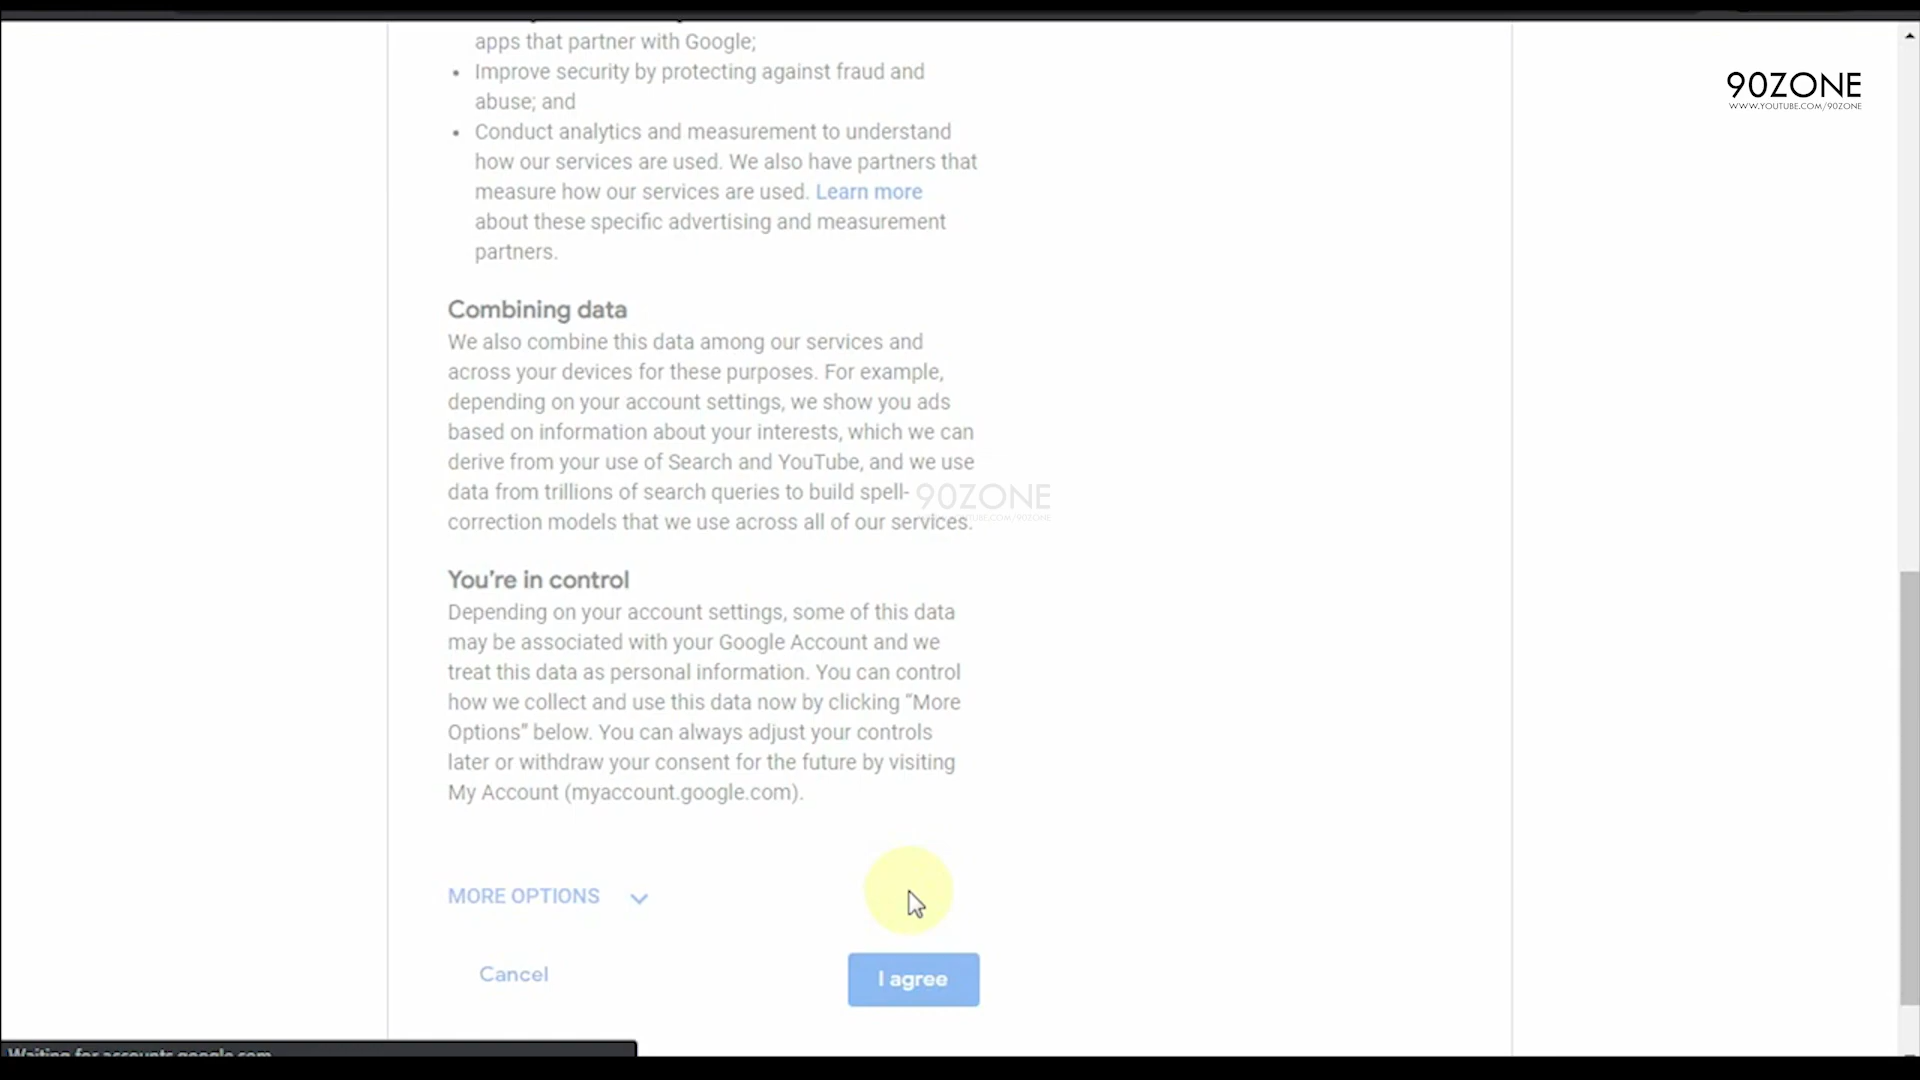 apps that partner with Google;
• Improve security by protecting against fraud and
abuse; and
• Conduct analytics and measurement to understand
how our services are used. We also have partners that
measure how our services are used. Learn more
about these specific advertising and measurement
partners.
90ZONE
WWW.YOUTUBE.COM/90ZONE
Combining data
We also combine this data among our services and
across your devices for these purposes. For example,
depending on your account settings, we show you ads
based on information about your interests, which we can
derive from your use of Search and YouTube, and we use
data from trillions of search queries to build spell-
correction models that we use across all of our services.
90ZONE
You’re in control
Depending on your account settings, some of this data
may be associated with your Google Account and we
treat this data as personal information. You can control
how we collect and use this data now by clicking “More
Options” below. You can always adjust your controls
later or withdraw your consent for the future by visiting
My Account (myaccount.google.com).
MORE OPTIONS
Cancel
I agree
Waiting for accounts.google.com